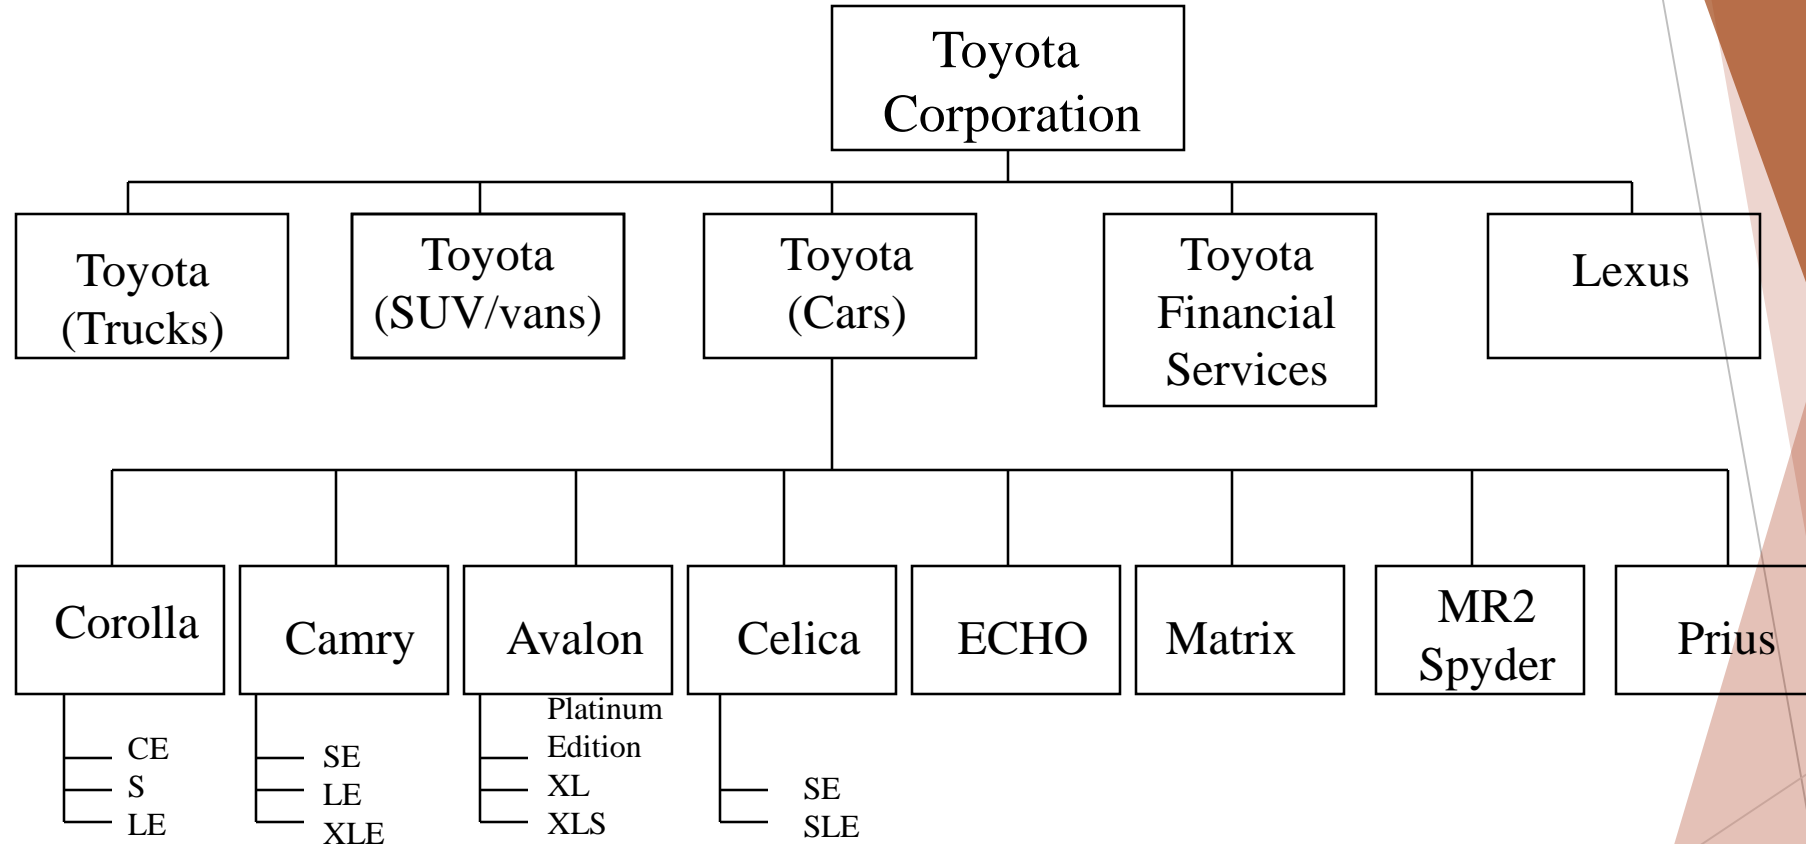 Toyota
Corporation
Toyota
(Trucks)
Toyota
(SUV/vans)
Toyota
(Cars)
Toyota
Financial
Services
Lexus
Corolla
Camry
Avalon
Celica
ECHO
Matrix
MR2
Spyder
Prius
CE
S
LE
SE
LE
XLE
Platinum
Edition
XL
XLS
SE
SLE